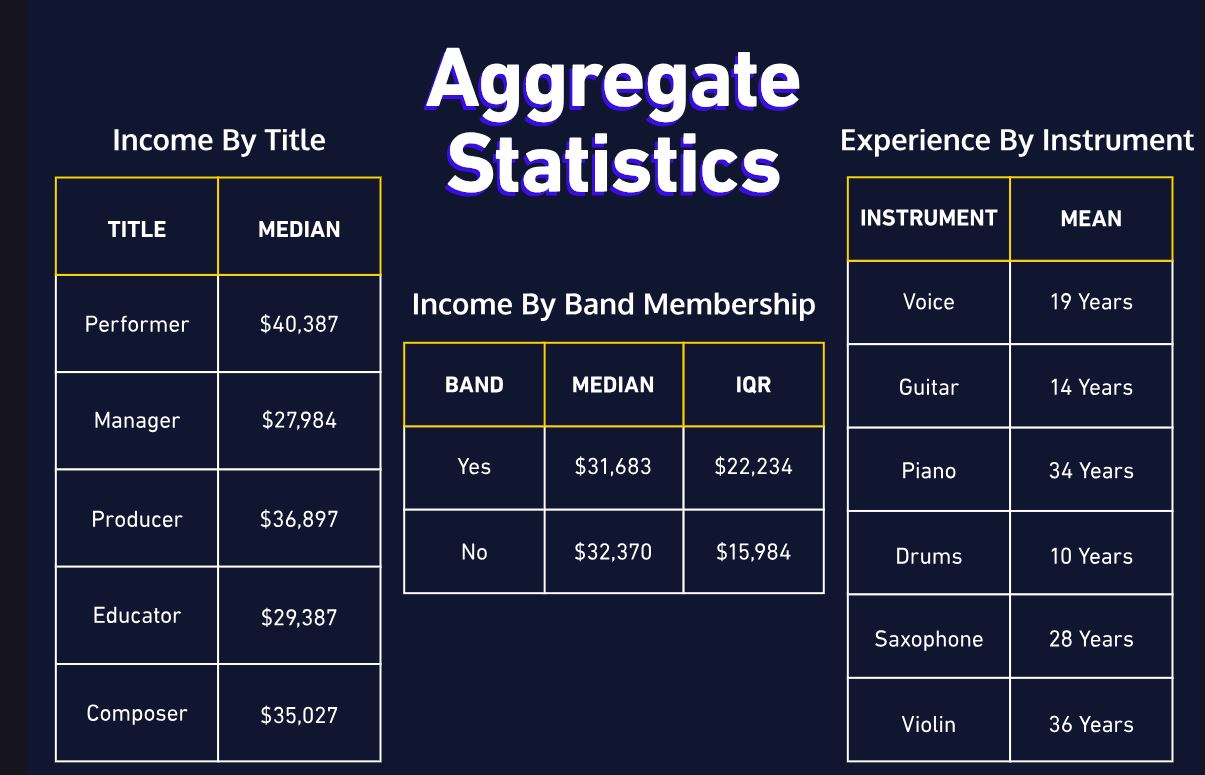 Aggregate
Statistics
Income By Title
TITLE MEDIAN
Performer $40,387
Manager $27,984
Producer $36,897
Educator $29,387
Composer $35,027
Income By Band Membership
BAND MEDIAN IQR
Yes $31,683 $22,234
No $32,370 $15,984
Experience By Instrument
INSTRUMENT MEAN
Voice 19 Years
Guitar 14 Years
Piano 34 Years
Drums 10 Years
Saxophone 28 Years
Violin 36 Years